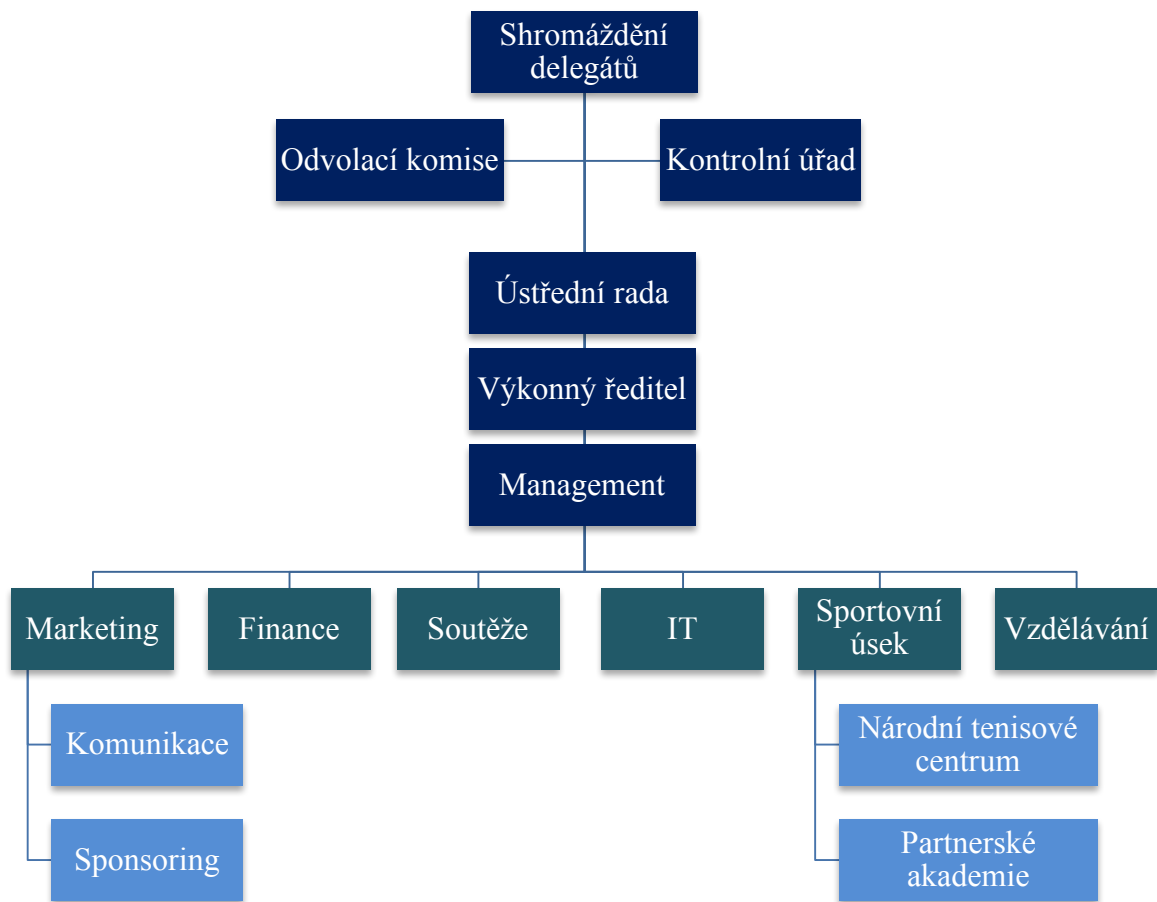 Shromáždění
delegátů
Odvolací komise
Kontrolní úřad
Ústřední rada
Výkonný ředitel
Management
Marketing
Finance
Soutěže
IT
Sportovní
úsek
Vzdělávání
Komunikace
Národní tenisové
centrum
Sponsoring
Partnerské
akademie